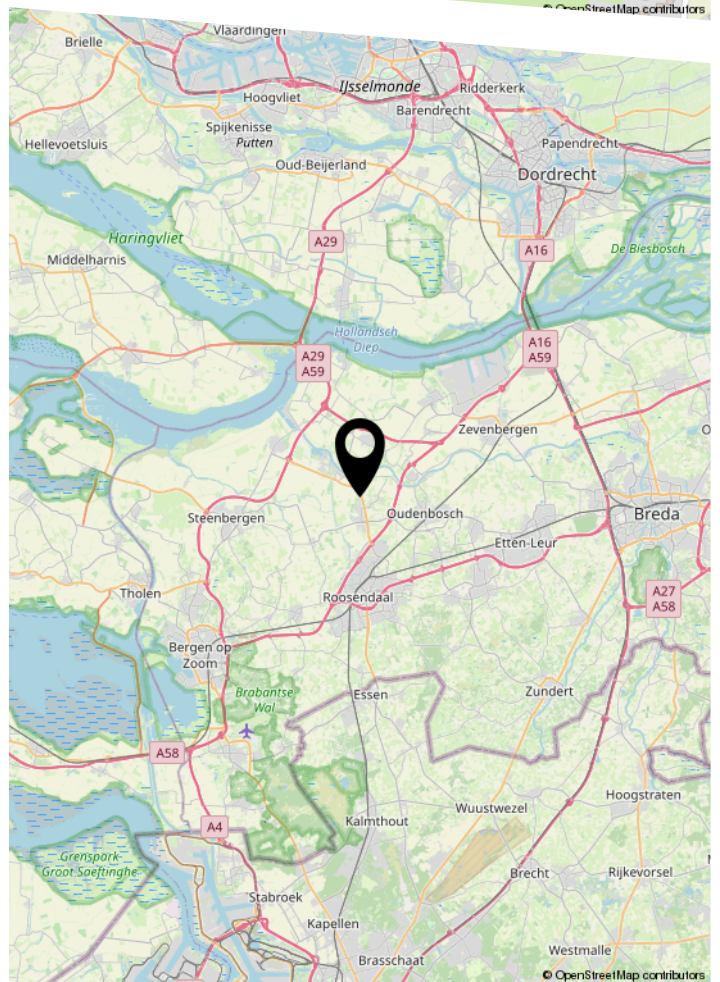 © OpenStreetMap contributors
Vlaardingen
Brielle
IJsselmonde
Ridderkerk
Hoogvliet
Barendrecht
Spijkenisse
Putten
Hellevoetsluis
Papendrecht
Oud-Beijerland
Dordrecht
Haringvliet
A29
A16
De Biesbosch
Middelharnis
Hollandsch
Diep
A29
A59
A16
A59
Zevenbergen
Steenbergen
Oudenbosch
Breda
Etten-Leur
Tholen
Roosendaal
A27
A58
Bergen op
Zoom
Brabantse
Wal
Essen
Zundert
A58
Hoogstraten
Wuustwezel
A4
Kalmthout
Grenspark
Groot Saeftinghe
Brecht
Rijkevorsel
Stabroek
Kapellen
Westmalle
Brasschaat
© OpenStreetMap contributors